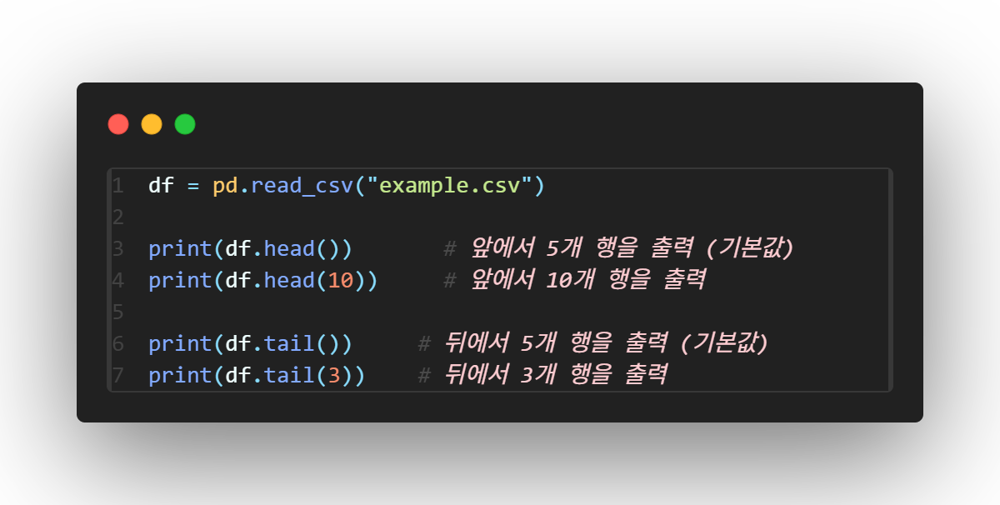 1 df = pd.read_csv("example.csv")
2
3 print(df.head())       # 앞에서 5개 행을 출력 (기본값)
4 print(df.head(10))     # 앞에서 10개 행을 출력
5
6 print(df.tail())     # 뒤에서 5개 행을 출력 (기본값)
7 print(df.tail(3))    # 뒤에서 3개 행을 출력